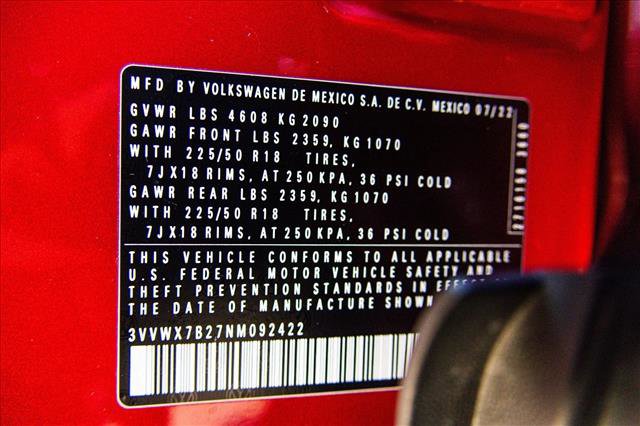 MFD BY VOLKSWAGEN DE MEXICO S.A. DE C.V. MEXICO 07/22
GVWR LBS 4608 KG 2090
GAWR FRONT LBS 2359, KG 1070
WITH 225/50 R18 TIRES,
7JX18 RIMS, AT 250 KPA, 36 PSI COLD
GAWR REAR LBS 2359, KG 1070
WITH 225/50 R18 TIRES,
7JX18 RIMS, AT 250 KPA, 36 PSI COLD
THIS VEHICLE CONFORMS TO ALL APPLICABLE
U.S. FEDERAL MOTOR VEHICLE SAFETY AND
THEFT PREVENTION STANDARDS IN EFFECT
THE DATE OF MANUFACTURE SHOWN
3VVWX7B27NM092422